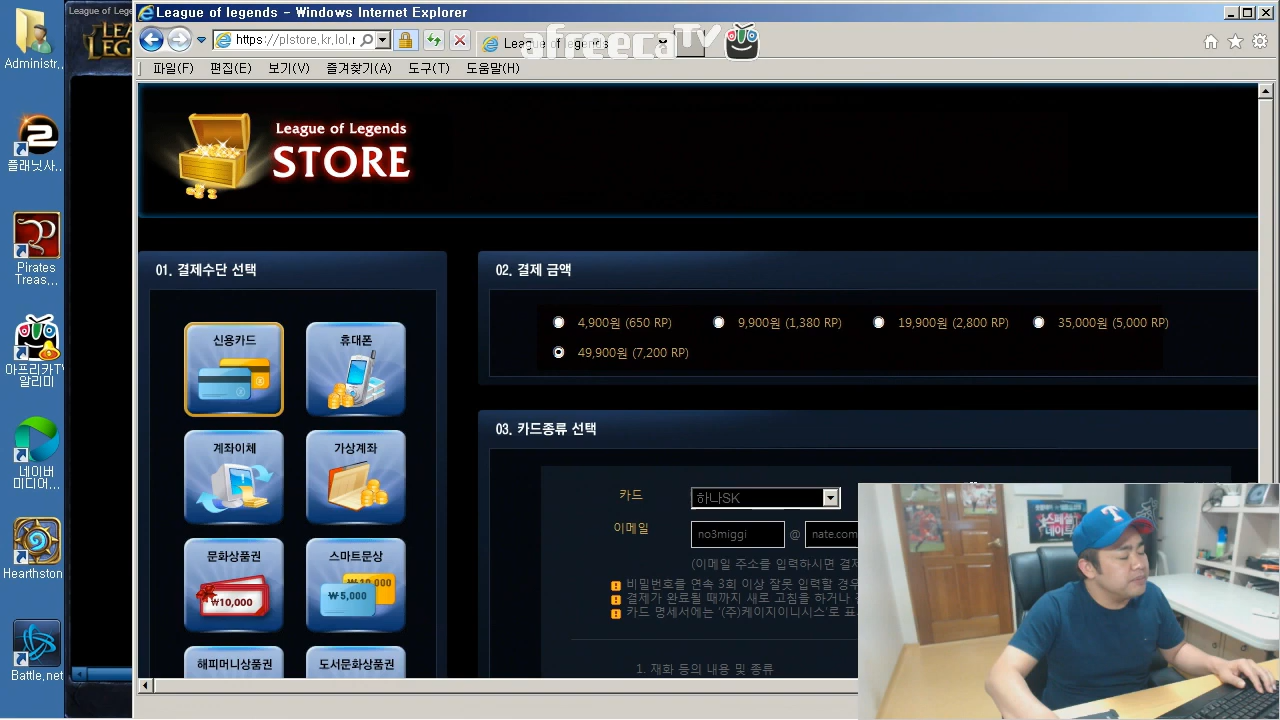 League of legends - Windows Internet Explorer
League of Lege
afreecaTV
https://plstore.kr.lol.r
League of legends
파일(F) 편집(E) 보기(V) 즐겨찾기(A) 도구(T) 도움말(H)
Administr..
플래닛사..
Pirates
Treas...
아프리카T
알리미
네이버
미디어...
Hearthston
Battle.net
League of Legends
STORE
01. 결제수단 선택
신용카드
휴대폰
계좌이체
가상계좌
문화상품권
₩10,000
스마트문상
₩10,000
₩5,000
해피머니상품권
도서문화상품권
02. 결제 금액
4,900원 (650 RP) 9,900원 (1,380 RP) 19,900원 (2,800 RP) 35,000원 (5,000 RP)
49,900원 (7,200 RP)
03. 카드종류 선택
카드 하나SK
이메일 no3miggi @ nate.com
(이메일 주소를 입력하시면 결제
비밀번호를 연속 3회 이상 잘못 입력할 경우
결제가 완료될 때까지 새로 고침을 하거나
카드 명세서에는 '(주)케이지이니시스'로 표
1. 재화 등의 내용 및 종류
T